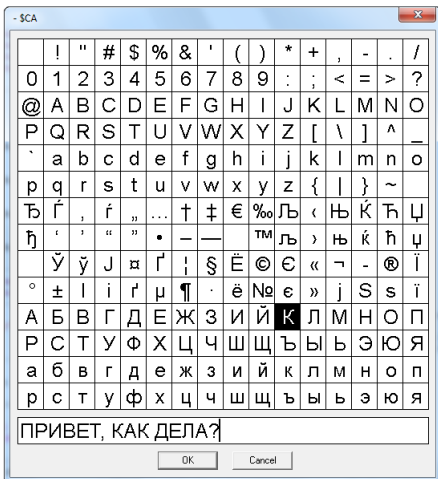 - $CA
! " # $ % & ' ( ) * + , - . /
0 1 2 3 4 5 6 7 8 9 : ; < = > ?
@ A B C D E F G H I J K L M N O
P Q R S T U V W X Y Z [ \ ] ^ _
` a b c d e f g h i j k l m n o
p q r s t u v w x y z { | } ~
Ђ Ѓ ‚ ѓ „ … † ‡ € ‰ Љ ‹ Њ Ќ Ћ Џ
ђ ‘ ’ “ ” • – — ™ љ › њ ќ ћ џ
Ў ў Ј ¤ Ґ ¦ § Ё © Є « ¬ - ® Ї
° ± І і ґ µ ¶ · ё № є » ј Ѕ ѕ ї
А Б В Г Д Е Ж З И Й К Л М Н О П
Р С Т У Ф Х Ц Ч Ш Щ Ъ Ы Ь Э Ю Я
а б в г д е ж з и й к л м н о п
р с т у ф х ц ч ш щ ъ ы ь э ю я
ПРИВЕТ, КАК ДЕЛА?
OK Cancel